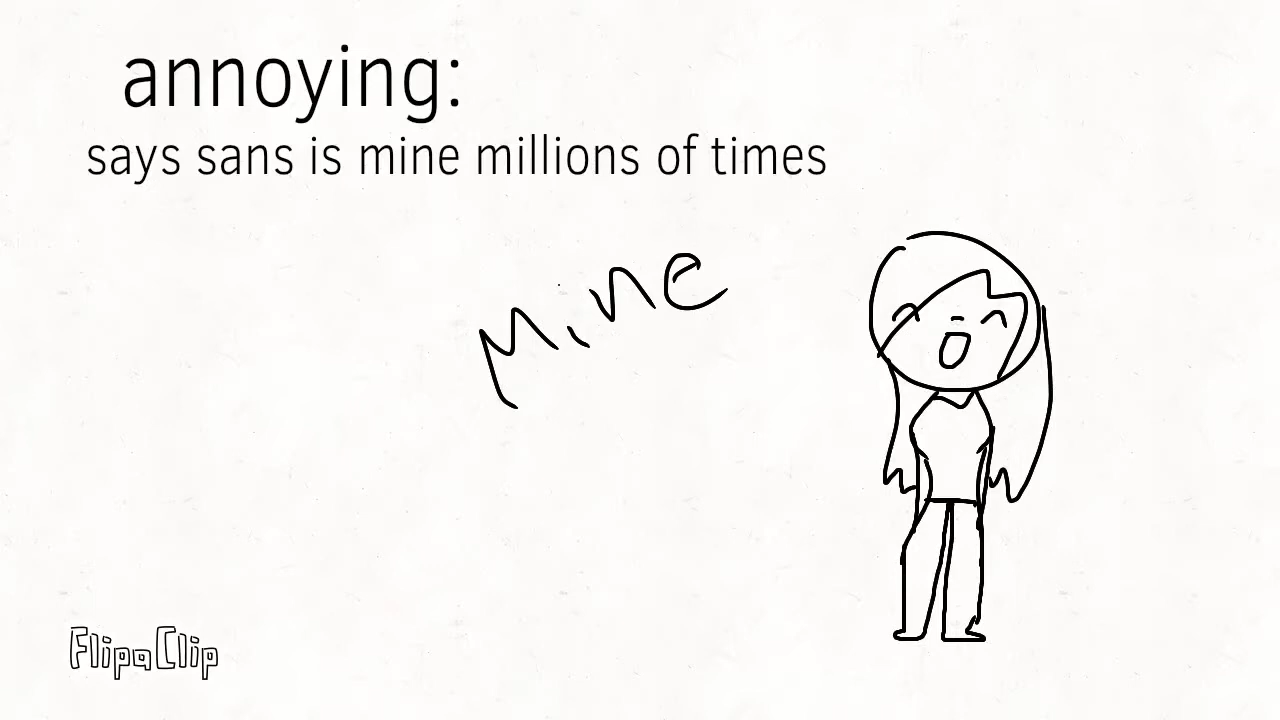 annoying:
says sans is mine millions of times
Mine
FlipaClip